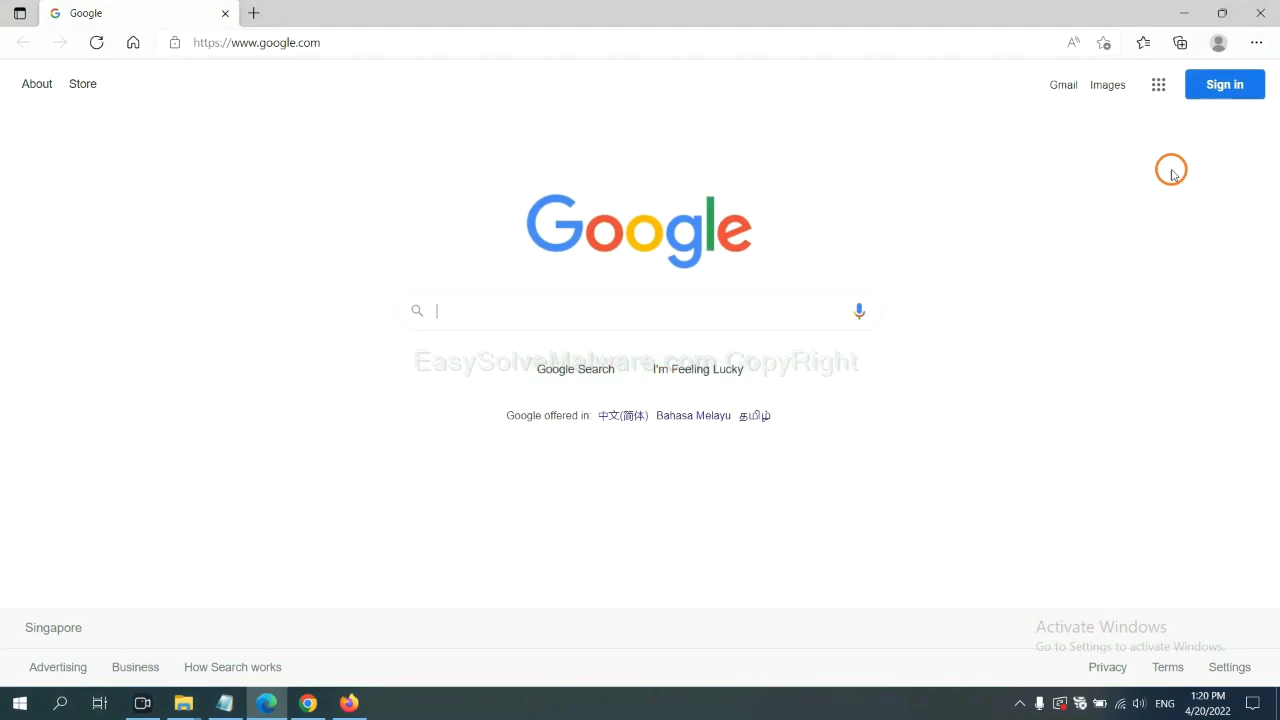 Google
https://www.google.com
About Store
Gmail Images Sign in
Google
EasySolveMalware.com CopyRight
Google Search I'm Feeling Lucky
Google offered in: 中文(简体) Bahasa Melayu தமிழ்
Singapore
Activate Windows
Go to Settings to activate Windows.
Advertising Business How Search works
Privacy Terms Settings
ENG
1:20 PM
4/20/2022